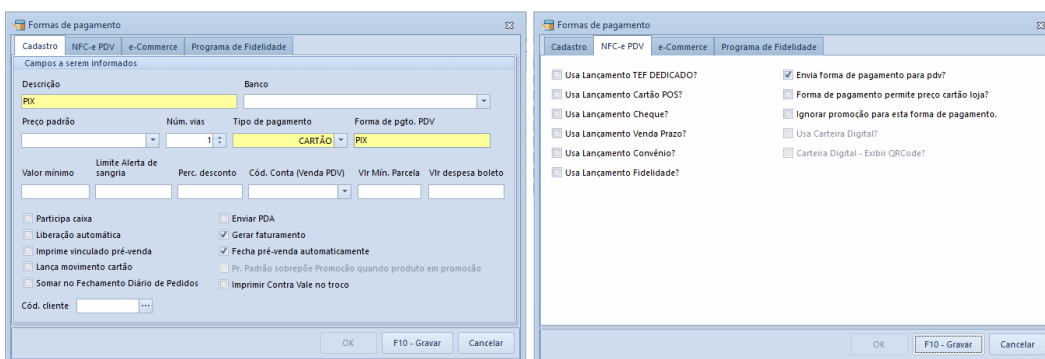 Formas de pagamento
Cadastro NFC-e PDV e-Commerce Programa de Fidelidade
Campos a serem informados
Descrição Banco
PIX
Preço padrão Núm. vias Tipo de pagamento Forma de pgto. PDV
1 CARTÃO PIX
Valor mínimo Limite Alerta de sangria Perc. desconto Cód. Conta (Venda PDV) Vlr Mín. Parcela Vlr despesa boleto
Participa caixa Enviar PDA
Liberação automática Gerar faturamento
Imprime vinculado pré-venda Fecha pré-venda automaticamente
Lança movimento cartão Pr. Padrão sobrepõe Promoção quando produto em promocão
Somar no Fechamento Diário de Pedidos Imprimir Contra Vale no troco
Cód. cliente ...
OK F10 - Gravar Cancelar
Formas de pagamento
Cadastro NFC-e PDV e-Commerce Programa de Fidelidade
Usa Lançamento TEF DEDICADO? Envia forma de pagamento para pdv?
Usa Lançamento Cartão POS? Forma de pagamento permite preço cartão loja?
Usa Lançamento Cheque? Ignorar promoção para esta forma de pagamento.
Usa Lançamento Venda Prazo? Usa Carteira Digital?
Usa Lançamento Convênio? Carteira Digital - Exibir QRCode?
Usa Lançamento Fidelidade?
OK F10 - Gravar Cancelar